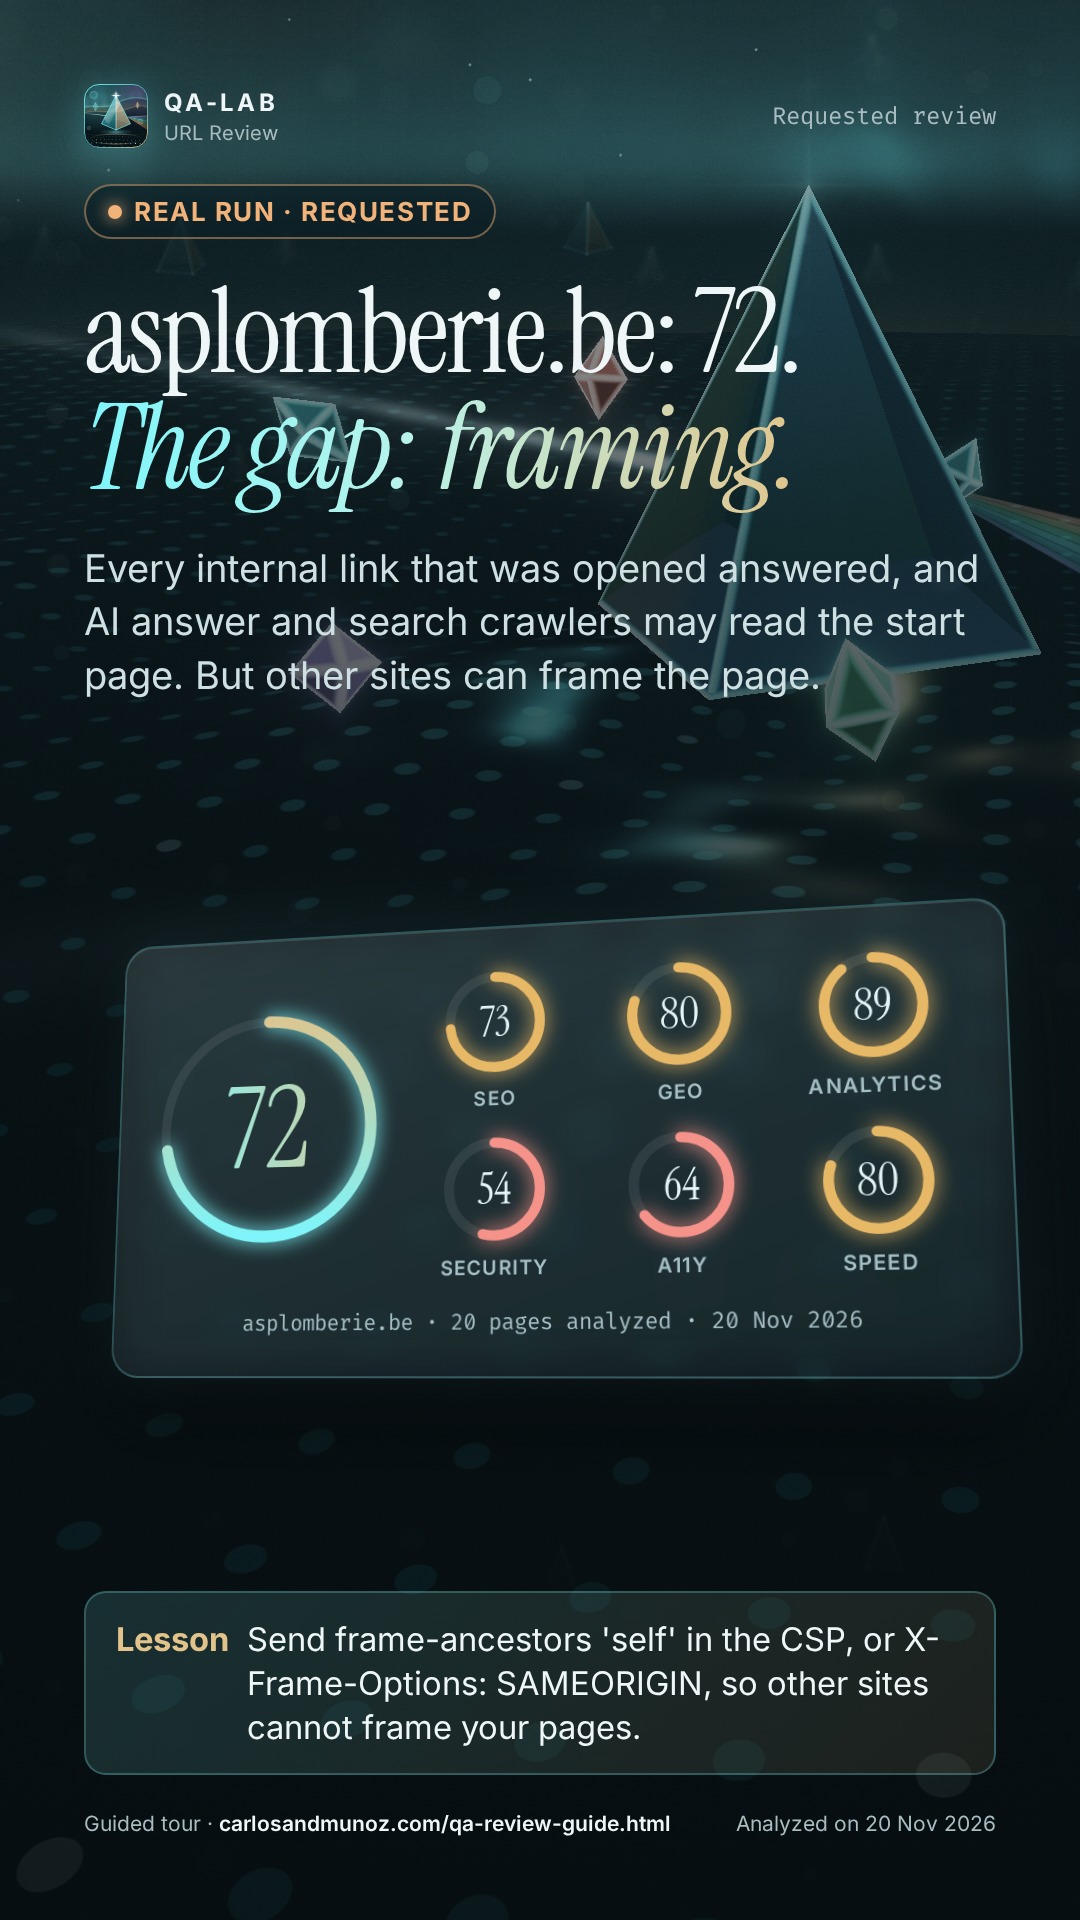 QA-LAB
URL Review
Requested review
REAL RUN · REQUESTED
asplomberie.be: 72.
The gap: framing.
Every internal link that was opened answered, and
AI answer and search crawlers may read the start
page. But other sites can frame the page.
72
73
SEO
80
GEO
89
ANALYTICS
54
SECURITY
64
A11Y
80
SPEED
asplomberie.be · 20 pages analyzed · 20 Nov 2026
Lesson Send frame-ancestors 'self' in the CSP, or X-
Frame-Options: SAMEORIGIN, so other sites
cannot frame your pages.
Guided tour · carlosandmunoz.com/qa-review-guide.html
Analyzed on 20 Nov 2026